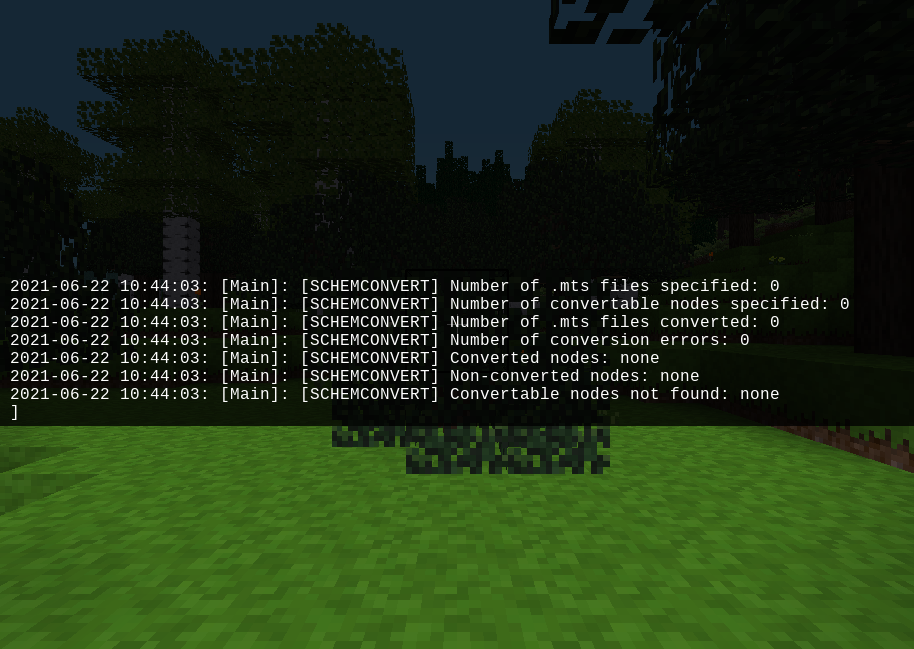 2021-06-22 10:44:03: [Main]: [SCHEMCONVERT] Number of .mts files specified: 0
2021-06-22 10:44:03: [Main]: [SCHEMCONVERT] Number of convertable nodes specified: 0
2021-06-22 10:44:03: [Main]: [SCHEMCONVERT] Number of .mts files converted: 0
2021-06-22 10:44:03: [Main]: [SCHEMCONVERT] Number of conversion errors: 0
2021-06-22 10:44:03: [Main]: [SCHEMCONVERT] Converted nodes: none
2021-06-22 10:44:03: [Main]: [SCHEMCONVERT] Non-converted nodes: none
2021-06-22 10:44:03: [Main]: [SCHEMCONVERT] Convertable nodes not found: none
]